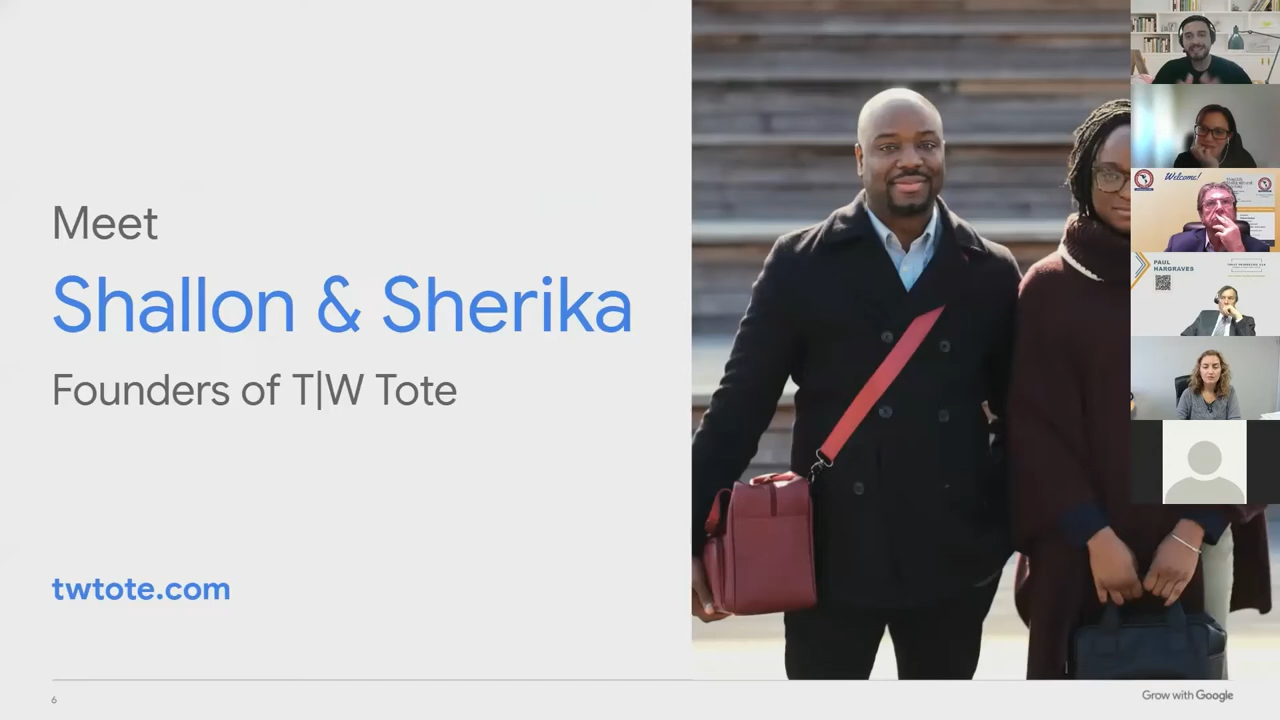 Meet
Shallon & Sherika
Founders of T|W Tote
twtote.com
6
Grow with Google
Welcome!
PAUL
HARGRAVES